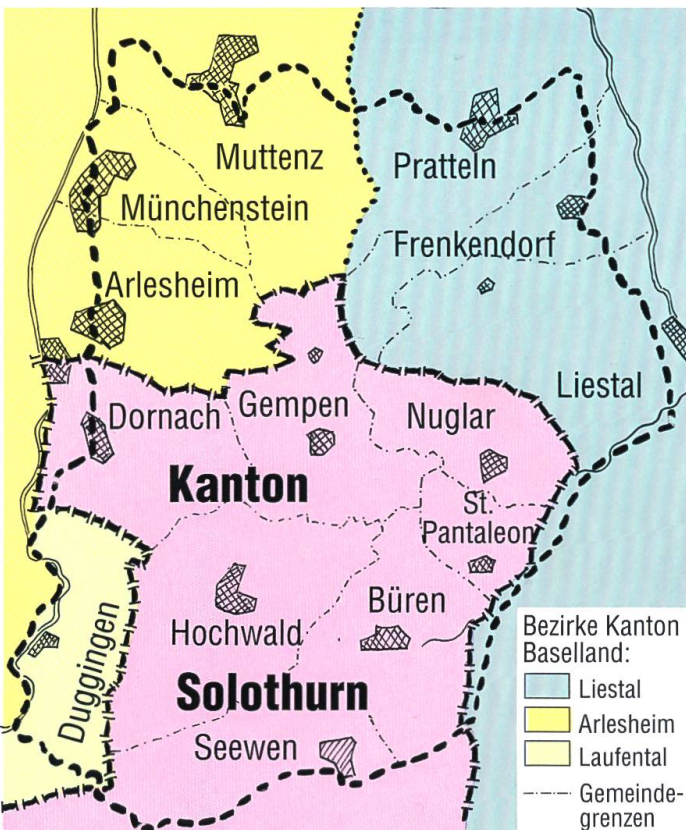 Muttenz
Pratteln
Münchenstein
Frenkendorf
Arlesheim
Liestal
Dornach
Gempen
Nuglar
Kanton
St.
Pantaleon
Büren
Hochwald
Duggingen
Solothurn
Seewen
Bezirke Kanton
Baselland:
Liestal
Arlesheim
Laufental
Gemeinde-
grenzen